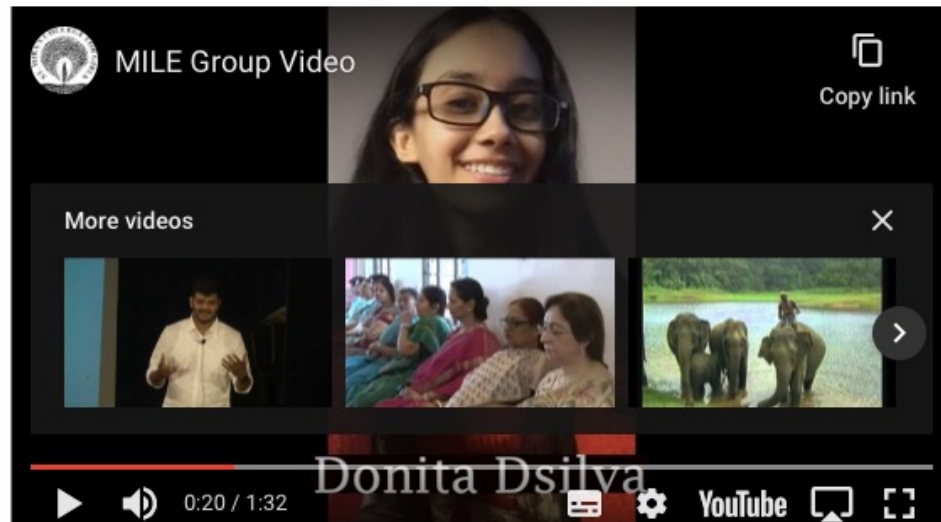 MILE Group Video
Copy link
More videos
Donita Dsilva
0:20 / 1:32
YouTube